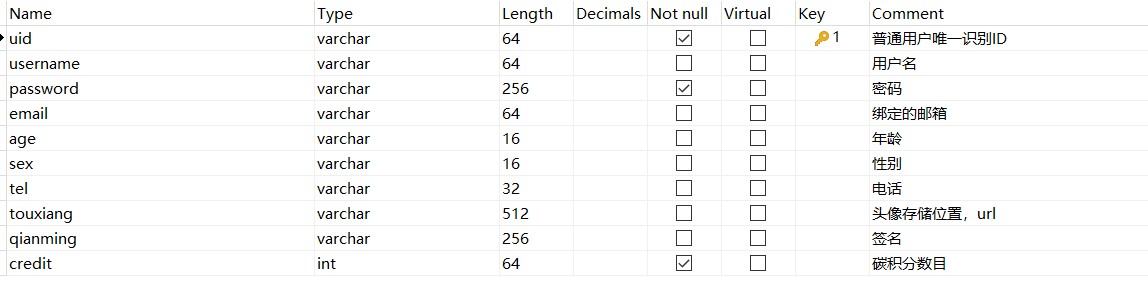 Name Type Length Decimals Not null Virtual Key Comment
uid varchar 64 1 普通用户唯一识别ID
username varchar 64 用户名
password varchar 256 密码
email varchar 64 绑定的邮箱
age varchar 16 年龄
sex varchar 16 性别
tel varchar 32 电话
touxiang varchar 512 头像存储位置，url
qianming varchar 256 签名
credit int 64 碳积分数目